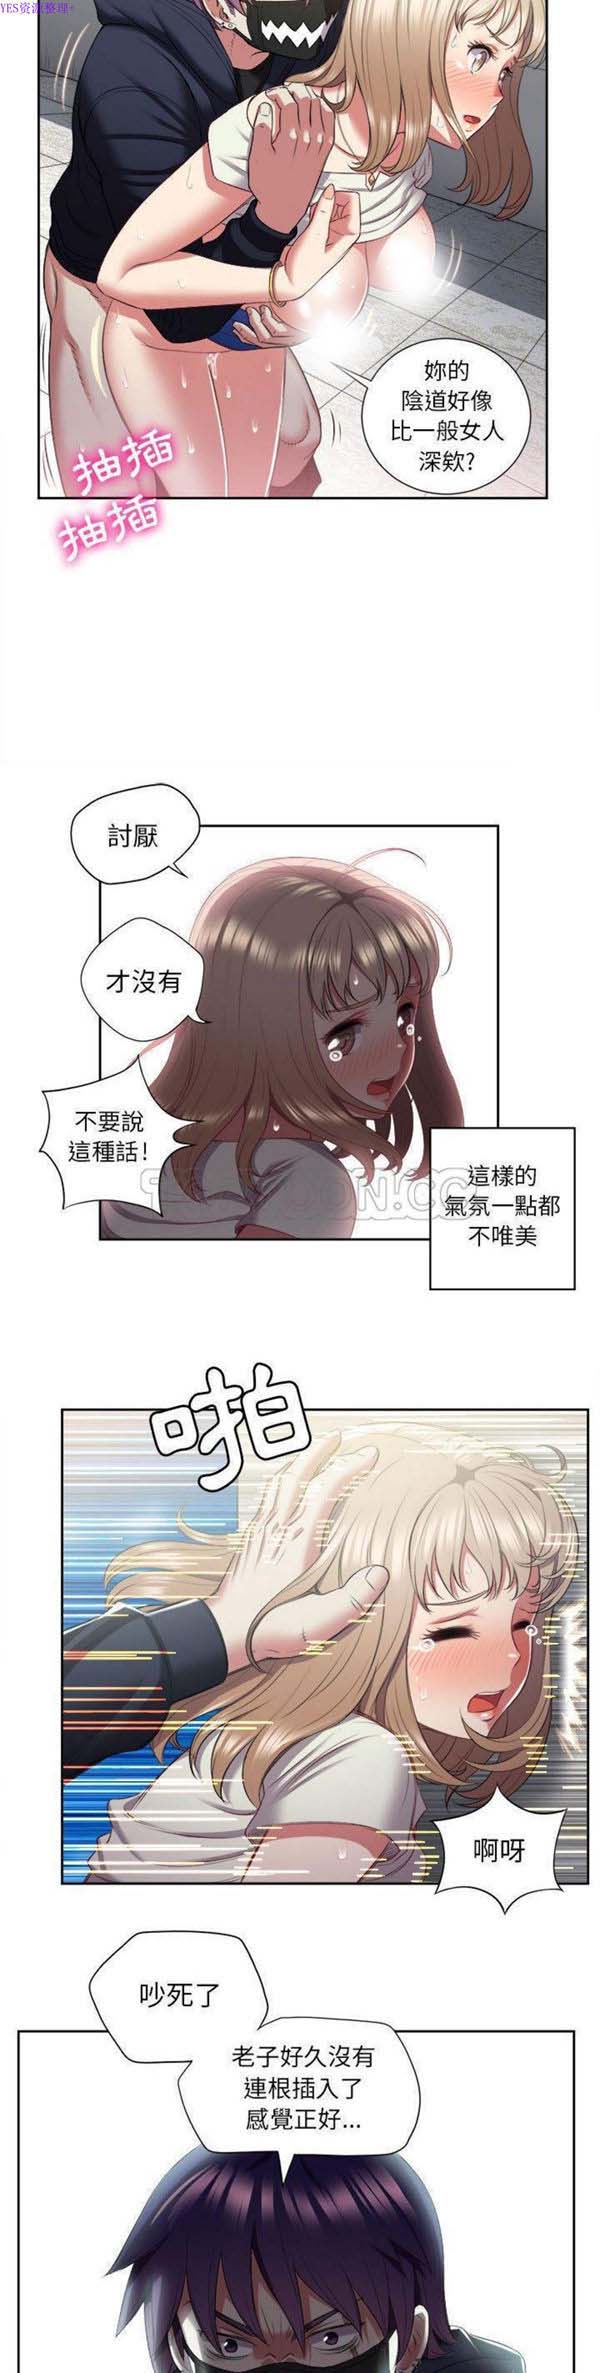 YES资源整理+
妳的
陰道好像
比一般女人
深欸?
抽插
抽插
討厭
才沒有
不要說
這種話!
這樣的
氣氛一點都
不唯美
啪
啊呀
吵死了
老子好久沒有
連根插入了
感覺正好...